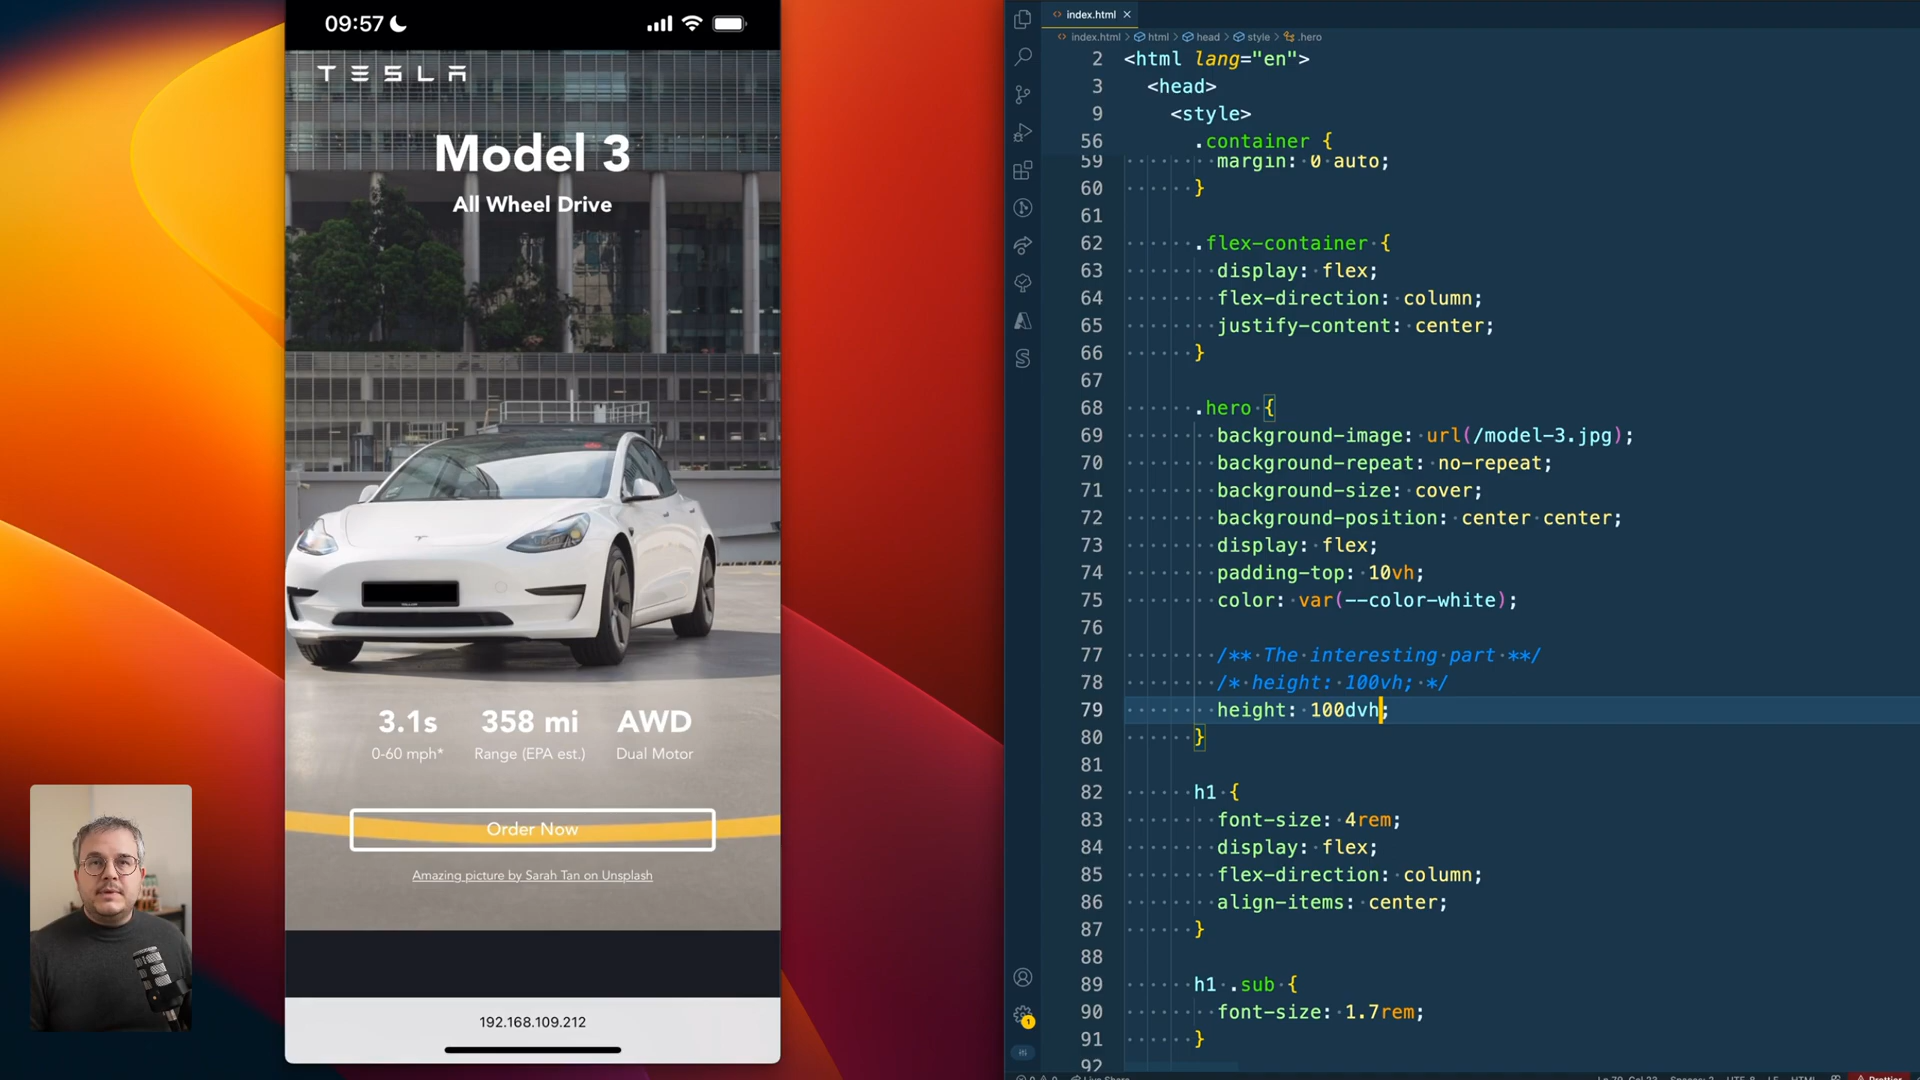 09:57
TESLA
Model 3
All Wheel Drive
3.1s 358 mi AWD
0-60 mph* Range (EPA est.) Dual Motor
Order Now
Amazing picture by Sarah Tan on Unsplash
192.168.109.212
index.html
index.html > html > head > style > .hero
2 <html lang="en">
3 <head>
9 <style>
56 .container {
59 margin: 0 auto;
60 }
61
62 .flex-container {
63 display: flex;
64 flex-direction: column;
65 justify-content: center;
66 }
67
68 .hero {
69 background-image: url(/model-3.jpg);
70 background-repeat: no-repeat;
71 background-size: cover;
72 background-position: center center;
73 display: flex;
74 padding-top: 10vh;
75 color: var(--color-white);
76
77 /** The interesting part **/
78 /* height: 100vh; */
79 height: 100dvh;
80 }
81
82 h1 {
83 font-size: 4rem;
84 display: flex;
85 flex-direction: column;
86 align-items: center;
87 }
88
89 h1 .sub {
90 font-size: 1.7rem;
91 }
92
1